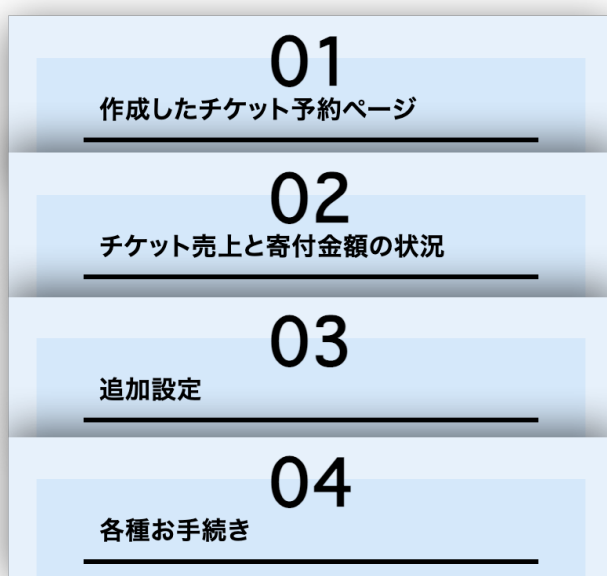 01
作成したチケット予約ページ
02
チケット売上と寄付金額の状況
03
追加設定
04
各種お手続き